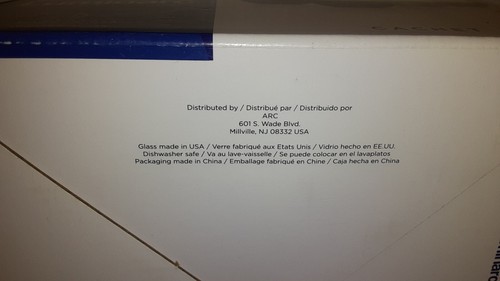 Distributed by / Distribué par / Distribuido por
ARC
601 S. Wade Blvd.
Millville, NJ 08332 USA
Glass made in USA / Verre fabriqué aux Etats Unis / Vidrio hecho en EE.UU.
Dishwasher safe / Va au lave-vaisselle / Se puede colocar en el lavaplatos
Packaging made in China / Emballage fabriqué en Chine / Caja hecha en China